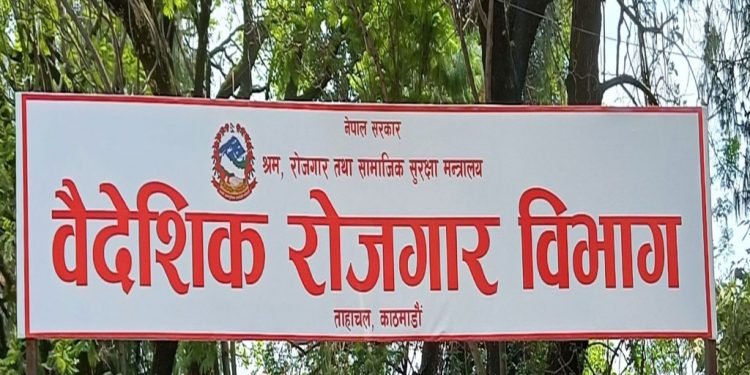 नेपाल सरकार
श्रम, रोजगार तथा सामाजिक सुरक्षा मन्त्रालय
वैदेशिक रोजगार विभाग
ताहाचल, काठमाडौं